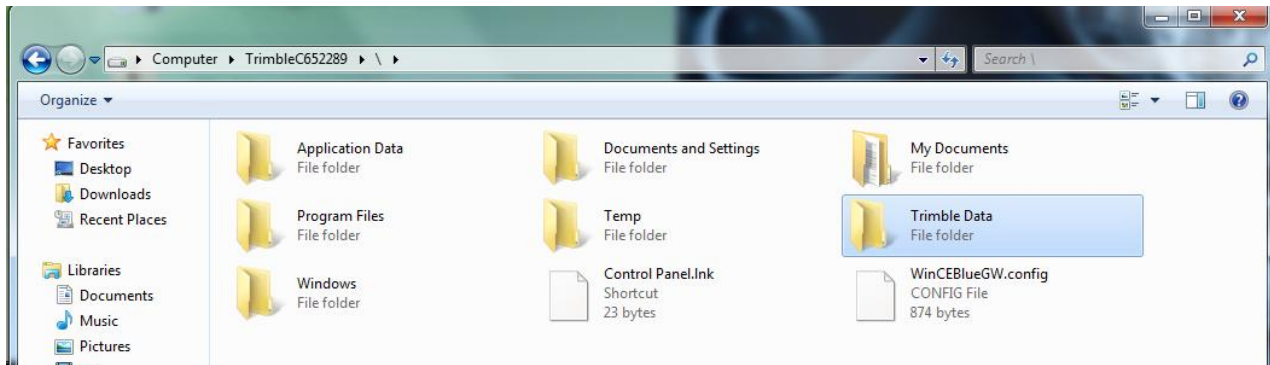 Computer ▸ TrimbleC652289 ▸ \ ▸
Search \
Organize
Favorites
Desktop
Downloads
Recent Places
Libraries
Documents
Music
Pictures
Application Data
File folder
Documents and Settings
File folder
My Documents
File folder
Program Files
File folder
Temp
File folder
Trimble Data
File folder
Windows
File folder
Control Panel.lnk
Shortcut
23 bytes
WinCEBlueGW.config
CONFIG File
874 bytes